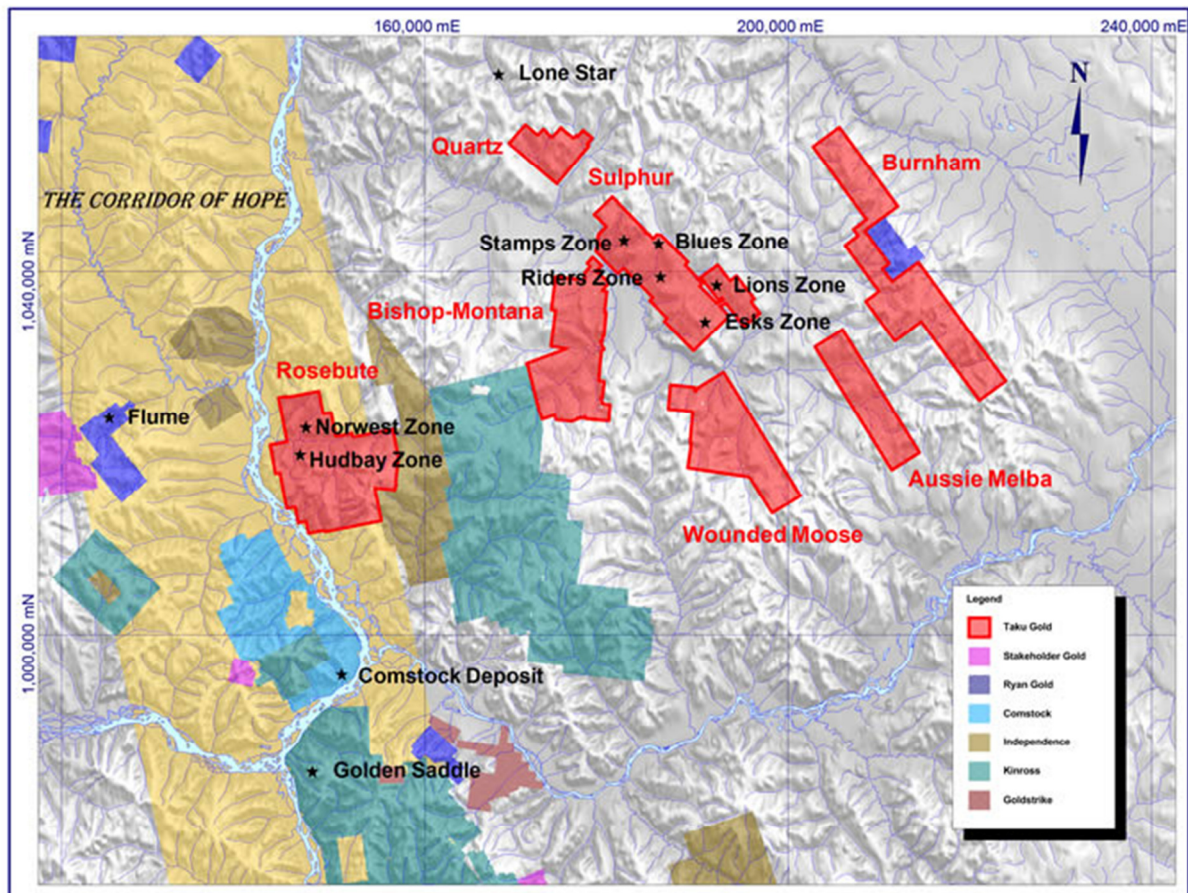 160,000 mE
200,000 mE
240,000 mE
N
Lone Star
Quartz
Burnham
Sulphur
THE CORRIDOR OF HOPE
Stamps Zone
Blues Zone
1,040,000 mN
Riders Zone
Lions Zone
Bishop-Montana
Esks Zone
Rosebute
Flume
Norwest Zone
Hudbay Zone
Aussie Melba
Wounded Moose
1,000,000 mN
Comstock Deposit
Golden Saddle
Legend
Taku Gold
Stakeholder Gold
Ryan Gold
Comstock
Independence
Kinross
Goldstrike